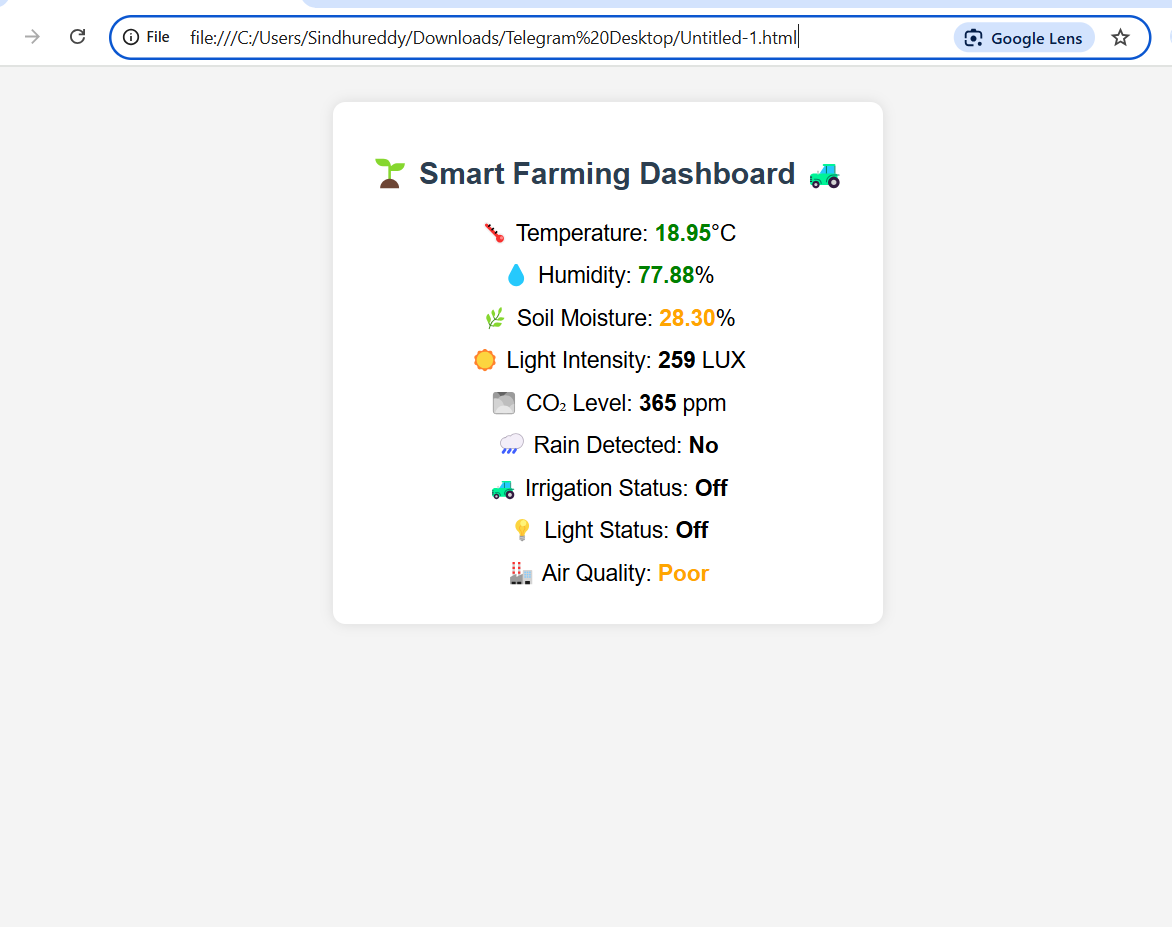 File file:///C:/Users/Sindhureddy/Downloads/Telegram%20Desktop/Untitled-1.html Google Lens
Smart Farming Dashboard
Temperature: 18.95°C
Humidity: 77.88%
Soil Moisture: 28.30%
Light Intensity: 259 LUX
CO₂ Level: 365 ppm
Rain Detected: No
Irrigation Status: Off
Light Status: Off
Air Quality: Poor